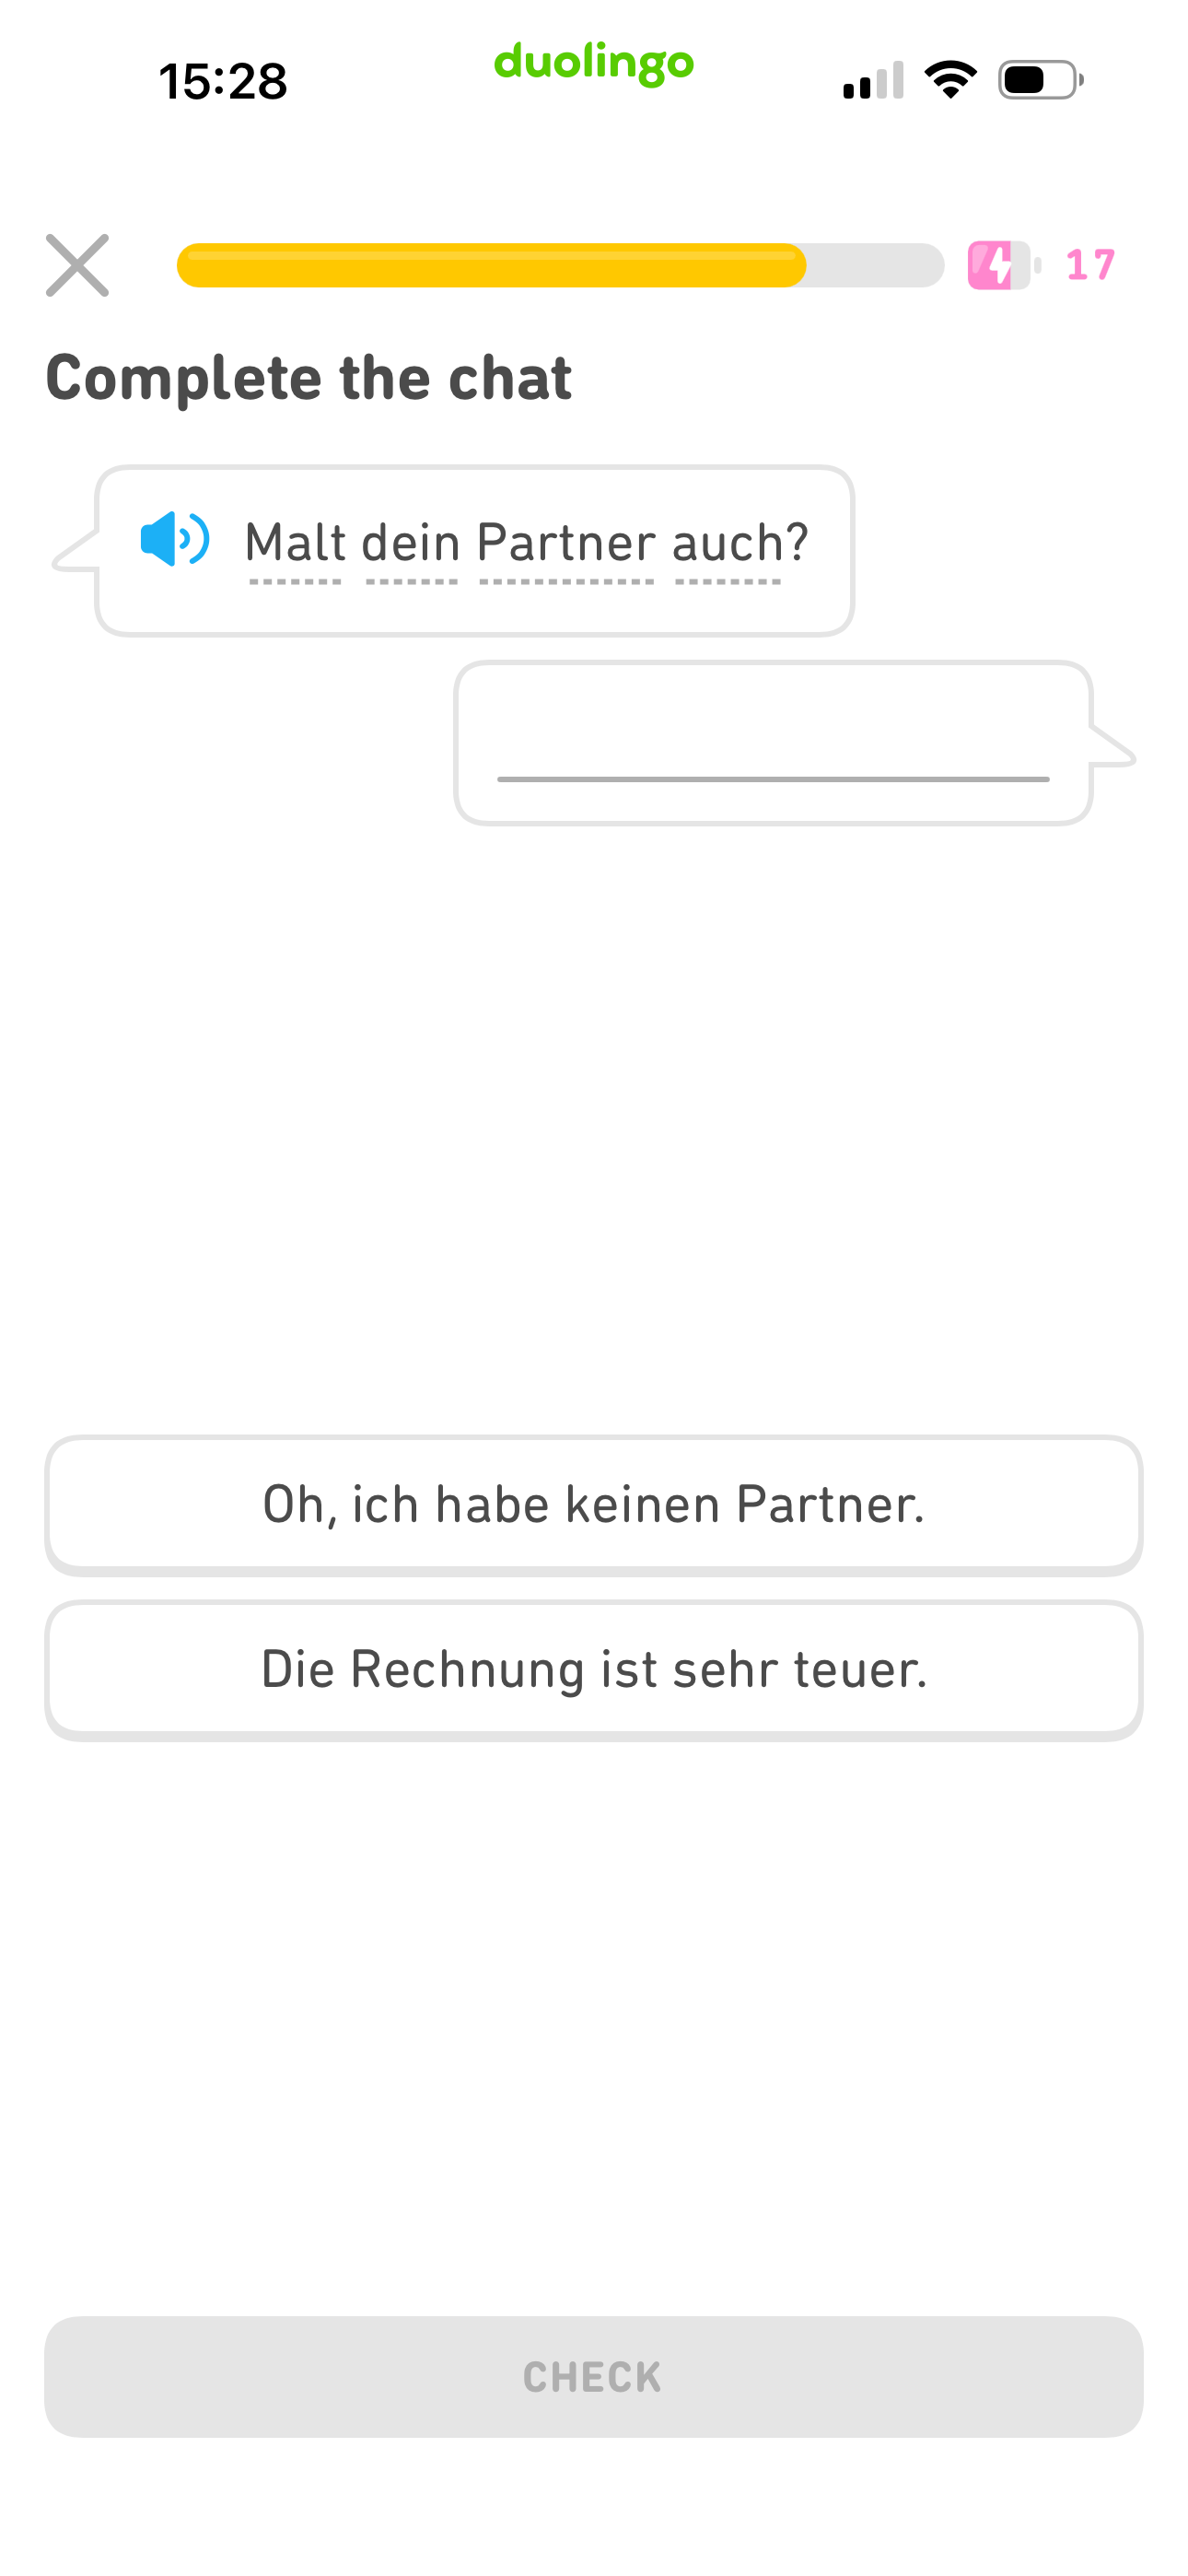 15:28
duolingo
17
Complete the chat
Malt dein Partner auch?
Oh, ich habe keinen Partner.
Die Rechnung ist sehr teuer.
CHECK